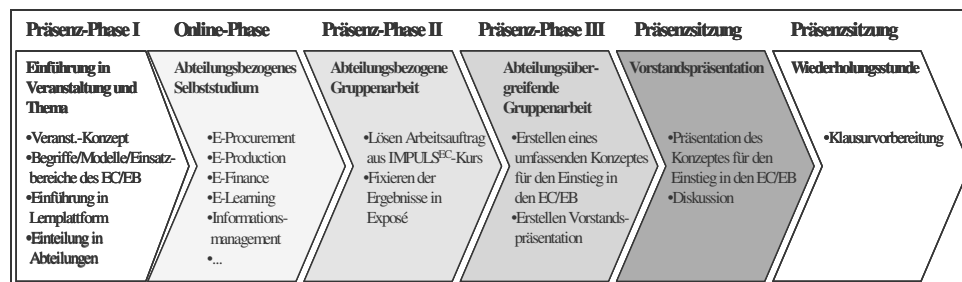 Präsenz-Phase I
Online-Phase
Präsenz-Phase II
Präsenz-Phase III
Präsenzsitzung
Präsenzsitzung
Einführung in
Veranstaltung und
Thema
•Veranst.-Konzept
•Begriffe/Modelle/Einsatz-
bereiche des EC/EB
•Einführung in
Lernplattform
•Einteilung in
Abteilungen
Abteilungsbezogenes
Selbststudium
•E-Procurement
•E-Production
•E-Finance
•E-Learning
•Informations-
management
•...
Abteilungsbezogene
Gruppenarbeit
•Lösen Arbeitsauftrag
aus IMPULSEC-Kurs
•Fixieren der
Ergebnisse in
Exposé
Abteilungsüber-
greifende
Gruppenarbeit
•Erstellen eines
umfassenden Konzeptes
für den Einstieg in
den EC/EB
•Erstellen Vorstands-
präsentation
Vorstandspräsentation
•Präsentation des
Konzeptes für den
Einstieg in den EC/EB
•Diskussion
Wiederholungsstunde
•Klausurvorbereitung